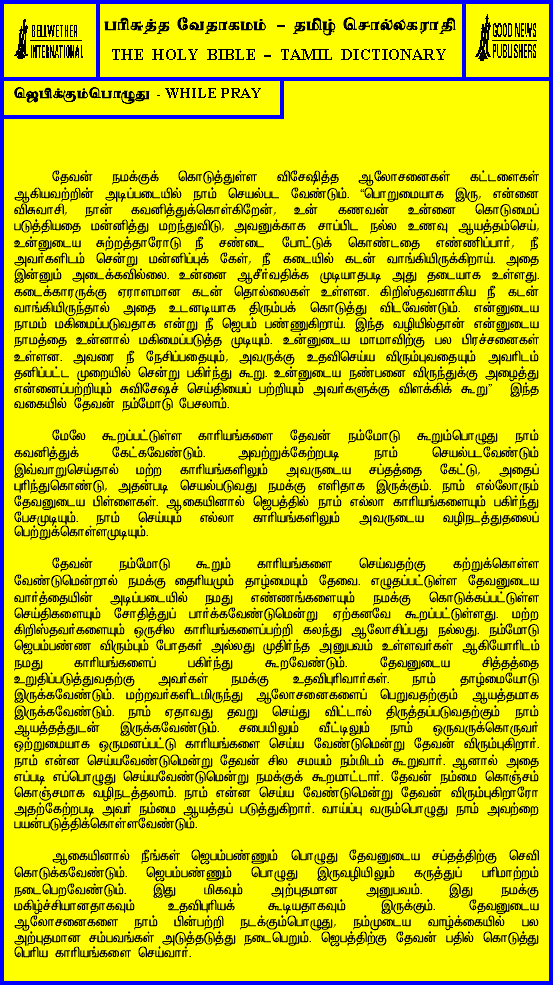 BELLWETHER
INTERNATIONAL
பரிசுத்த வேதாகமம் – தமிழ் சொல்லகராதி
THE HOLY BIBLE – TAMIL DICTIONARY
GOOD NEWS
PUBLISHERS
ஜெபிக்கும்பொழுது - WHILE PRAY
தேவன் நமக்குக் கொடுத்துள்ள விசேஷித்த ஆலோசனைகள் கட்டளைகள்
ஆகியவற்றின் அடிப்படையில் நாம் செயல்பட வேண்டும். “பொறுமையாக இரு, என்னை
விசுவாசி, நான் கவனித்துக்கொள்கிறேன், உன் கணவன் உன்னை கொடுமைப்
படுத்தியதை மன்னித்து மறந்துவிடு, அவனுக்காக சாப்பிட நல்ல உணவு ஆயத்தம்செய்,
உன்னுடைய சுற்றத்தாரோடு நீ சண்டை போட்டுக் கொண்டதை எண்ணிப்பார், நீ
அவர்களிடம் சென்று மன்னிப்புக் கேள், நீ கடையில் கடன் வாங்கியிருக்கிறாய். அதை
இன்னும் அடைக்கவில்லை. உன்னை ஆசீர்வதிக்க முடியாதபடி அது தடையாக உள்ளது.
கடைக்காரருக்கு ஏராளமான கடன் தொல்லைகள் உள்ளன. கிறிஸ்தவனாகிய நீ கடன்
வாங்கியிருந்தால் அதை உடனடியாக திரும்பக் கொடுத்து விடவேண்டும். என்னுடைய
நாமம் மகிமைப்படுவதாக என்று நீ ஜெபம் பண்ணுகிறாய். இந்த வழியில்தான் என்னுடைய
நாமத்தை உன்னால் மகிமைப்படுத்த முடியும். உன்னுடைய மாமாவிற்கு பல பிரச்சனைகள்
உள்ளன. அவரை நீ நேசிப்பதையும், அவருக்கு உதவிசெய்ய விரும்புவதையும் அவரிடம்
தனிப்பட்ட முறையில் சென்று பகிர்ந்து கூறு. உன்னுடைய நண்பனை விருந்துக்கு அழைத்து
என்னைப்பற்றியும் சுவிசேஷச் செய்தியைப் பற்றியும் அவர்களுக்கு விளக்கிக் கூறு” இந்த
வகையில் தேவன் நம்மோடு பேசலாம்.
மேலே கூறப்பட்டுள்ள காரியங்களை தேவன் நம்மோடு கூறும்பொழுது நாம்
கவனித்துக் கேட்கவேண்டும். அவற்றுக்கேற்றபடி நாம் செயல்படவேண்டும்
இவ்வாறுசெய்தால் மற்ற காரியங்களிலும் அவருடைய சப்தத்தை கேட்டு, அதைப்
புரிந்துகொண்டு, அதன்படி செயல்படுவது நமக்கு எளிதாக இருக்கும். நாம் எல்லோரும்
தேவனுடைய பிள்ளைகள். ஆகையினால் ஜெபத்தில் நாம் எல்லா காரியங்களையும் பகிர்ந்து
பேசமுடியும். நாம் செய்யும் எல்லா காரியங்களிலும் அவருடைய வழிநடத்துதலைப்
பெற்றுக்கொள்ளமுடியும்.
தேவன் நம்மோடு கூறும் காரியங்களை செய்வதற்கு கற்றுக்கொள்ள
வேண்டுமென்றால் நமக்கு தைரியமும் தாழ்மையும் தேவை. எழுதப்பட்டுள்ள தேவனுடைய
வார்த்தையின் அடிப்படையில் நமது எண்ணங்களையும் நமக்கு கொடுக்கப்பட்டுள்ள
செய்திகளையும் சோதித்துப் பார்க்கவேண்டுமென்று ஏற்கனவே கூறப்பட்டுள்ளது. மற்ற
கிறிஸ்தவர்களையும் ஒருசில காரியங்களைப்பற்றி கலந்து ஆலோசிப்பது நல்லது. நம்மோடு
ஜெபம்பண்ண விரும்பும் போதகர் அல்லது முதிர்ந்த அனுபவம் உள்ளவர்கள் ஆகியோரிடம்
நமது காரியங்களைப் பகிர்ந்து கூறவேண்டும். தேவனுடைய சித்தத்தை
உறுதிப்படுத்துவதற்கு அவர்கள் நமக்கு உதவிபுரிவார்கள். நாம் தாழ்மையோடு
இருக்கவேண்டும். மற்றவர்களிடமிருந்து ஆலோசனைகளைப் பெறுவதற்கும் ஆயத்தமாக
இருக்கவேண்டும். நாம் ஏதாவது தவறு செய்து விட்டால் திருத்தப்படுவதற்கும் நாம்
ஆயத்தத்துடன் இருக்கவேண்டும். சபையிலும் வீட்டிலும் நாம் ஒருவருக்கொருவர்
ஒற்றுமையாக ஒருமனப்பட்டு காரியங்களை செய்ய வேண்டுமென்று தேவன் விரும்புகிறார்.
நாம் என்ன செய்யவேண்டுமென்று தேவன் சில சமயம் நம்மிடம் கூறுவார். ஆனால் அதை
எப்படி எப்பொழுது செய்யவேண்டுமென்று நமக்குக் கூறமாட்டார். தேவன் நம்மை கொஞ்சம்
கொஞ்சமாக வழிநடத்தலாம். நாம் என்ன செய்ய வேண்டுமென்று தேவன் விரும்புகிறாரோ
அதற்கேற்றபடி அவர் நம்மை ஆயத்தப் படுத்துகிறார். வாய்ப்பு வரும்பொழுது நாம் அவற்றை
பயன்படுத்திக்கொள்ளவேண்டும்.
ஆகையினால் நீங்கள் ஜெபம்பண்ணும் பொழுது தேவனுடைய சப்தத்திற்கு செவி
கொடுக்கவேண்டும். ஜெபம்பண்ணும் பொழுது இருவழியிலும் கருத்துப் பரிமாற்றம்
நடைபெறவேண்டும். இது மிகவும் அற்புதமான அனுபவம். இது நமக்கு
மகிழ்ச்சியானதாகவும் உதவிபுரியக் கூடியதாகவும் இருக்கும். தேவனுடைய
ஆலோசனைகளை நாம் பின்பற்றி நடக்கும்பொழுது, நம்முடைய வாழ்க்கையில் பல
அற்புதமான சம்பவங்கள் அடுத்தடுத்து நடைபெறும். ஜெபத்திற்கு தேவன் பதில் கொடுத்து
பெரிய காரியங்களை செய்வார்.